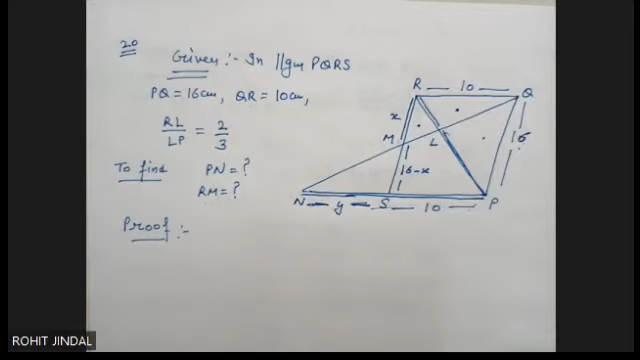 20
Given :- In ||gm PQRS
PQ = 16cm, QR = 10cm,
RL/LP = 2/3
To find PN = ?
RM = ?
Proof :-
R 10 Q
x
M L 16
16-x
N y S 10 P
ROHIT JINDAL